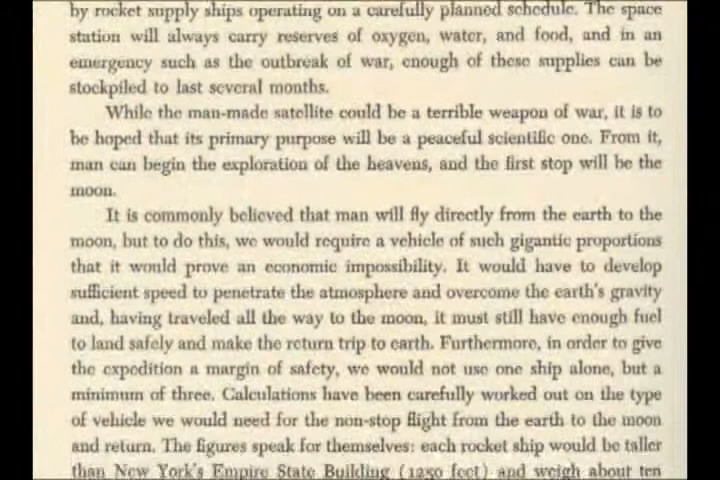 by rocket supply ships operating on a carefully planned schedule. The space
station will always carry reserves of oxygen, water, and food, and in an
emergency such as the outbreak of war, enough of these supplies can be
stockpiled to last several months.
While the man-made satellite could be a terrible weapon of war, it is to
be hoped that its primary purpose will be a peaceful scientific one. From it,
man can begin the exploration of the heavens, and the first stop will be the
moon.
It is commonly believed that man will fly directly from the earth to the
moon, but to do this, we would require a vehicle of such gigantic proportions
that it would prove an economic impossibility. It would have to develop
sufficient speed to penetrate the atmosphere and overcome the earth's gravity
and, having traveled all the way to the moon, it must still have enough fuel
to land safely and make the return trip to earth. Furthermore, in order to give
the expedition a margin of safety, we would not use one ship alone, but a
minimum of three. Calculations have been carefully worked out on the type
of vehicle we would need for the non-stop flight from the earth to the moon
and return. The figures speak for themselves: each rocket ship would be taller
than New York's Empire State Building (1250 feet) and weigh about ten